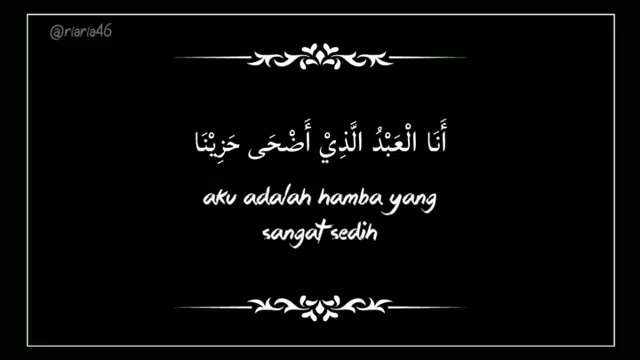 @riaria46
أَنَا الْعَبْدُ الَّذِيْ أَضْحَى حَزِيْنَا
aku adalah hamba yang
sangat sedih